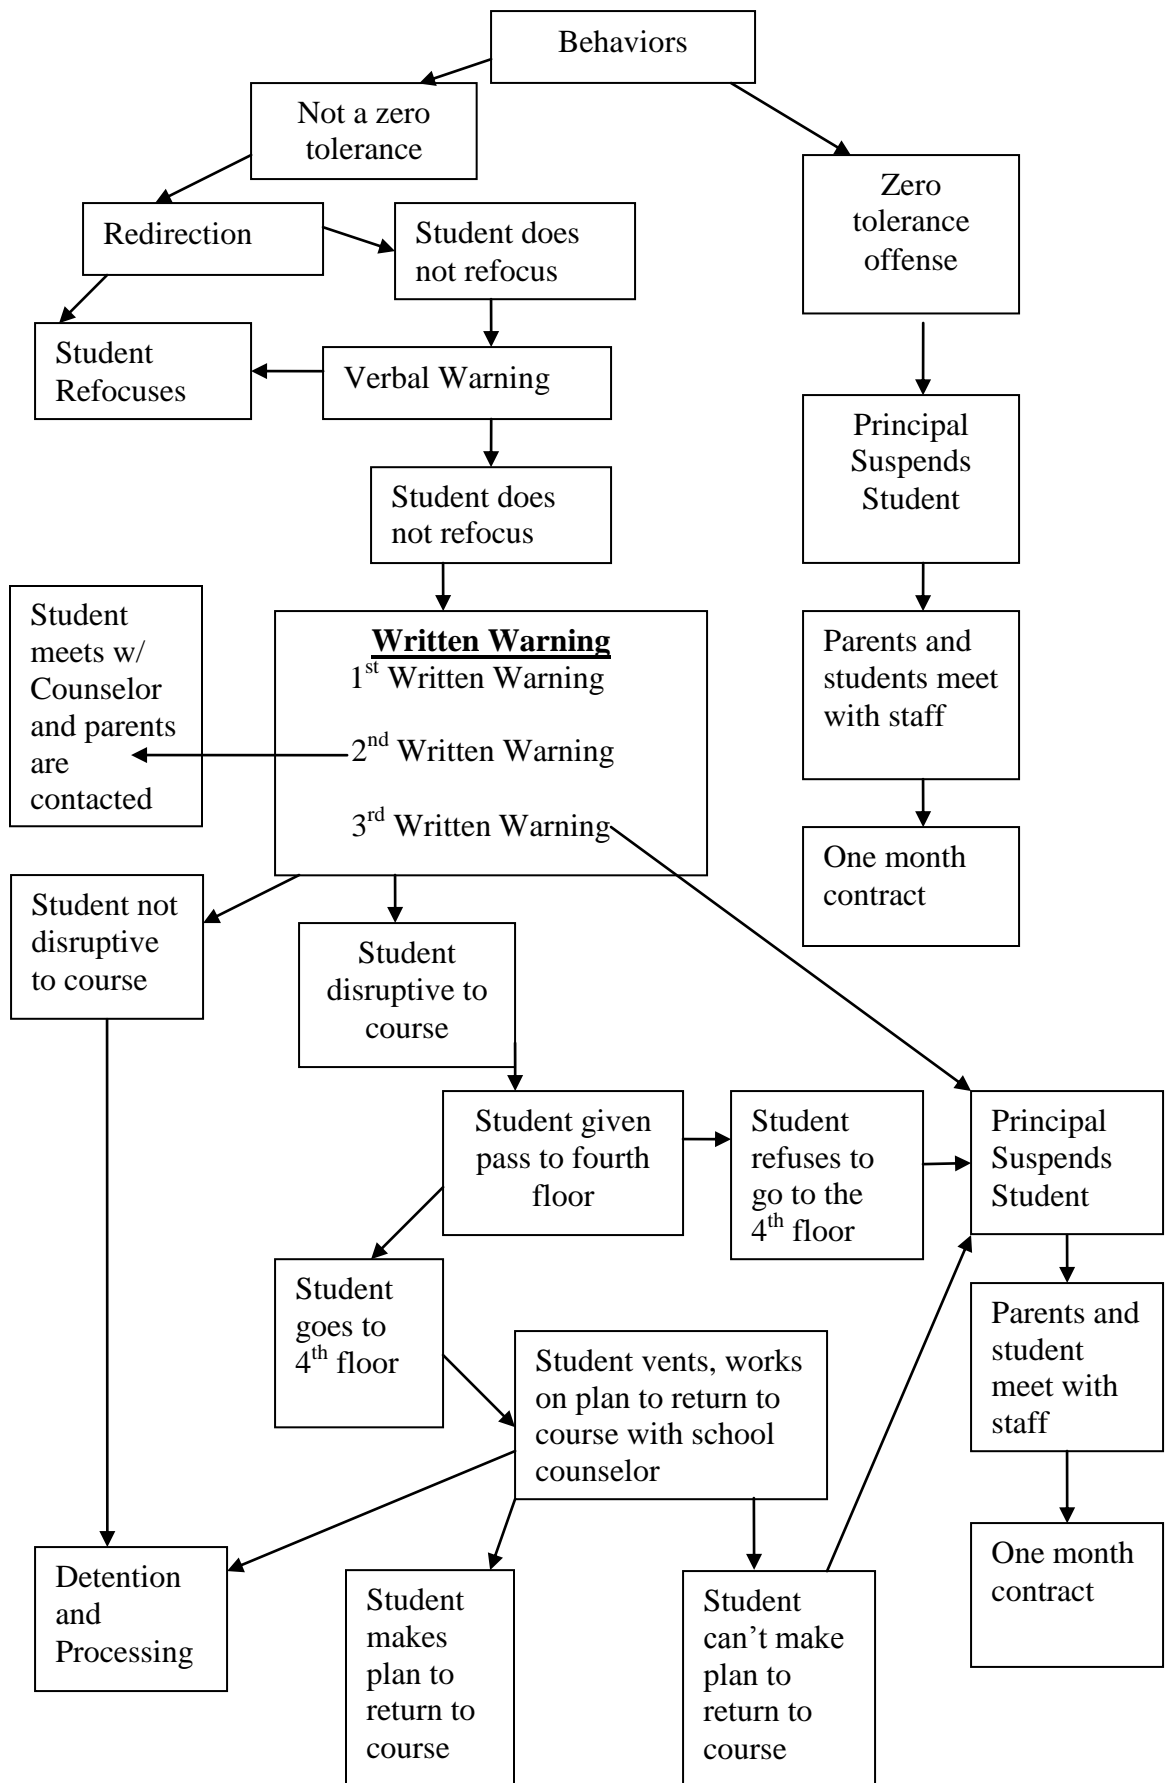 Behaviors
Not a zero
tolerance
Zero
tolerance
offense
Redirection
Student does
not refocus
Student
Refocuses
Verbal Warning
Principal
Suspends
Student
Student does
not refocus
Student
meets w/
Counselor
and parents
are
contacted
Written Warning
1st Written Warning
2nd Written Warning
3rd Written Warning
Parents and
students meet
with staff
One month
contract
Student not
disruptive
to course
Student
disruptive to
course
Student given
pass to fourth
floor
Student
refuses to
go to the
4th floor
Principal
Suspends
Student
Student
goes to
4th floor
Student vents, works
on plan to return to
course with school
counselor
Parents and
student
meet with
staff
Detention
and
Processing
Student
makes
plan to
return to
course
Student
can’t make
plan to
return to
course
One month
contract